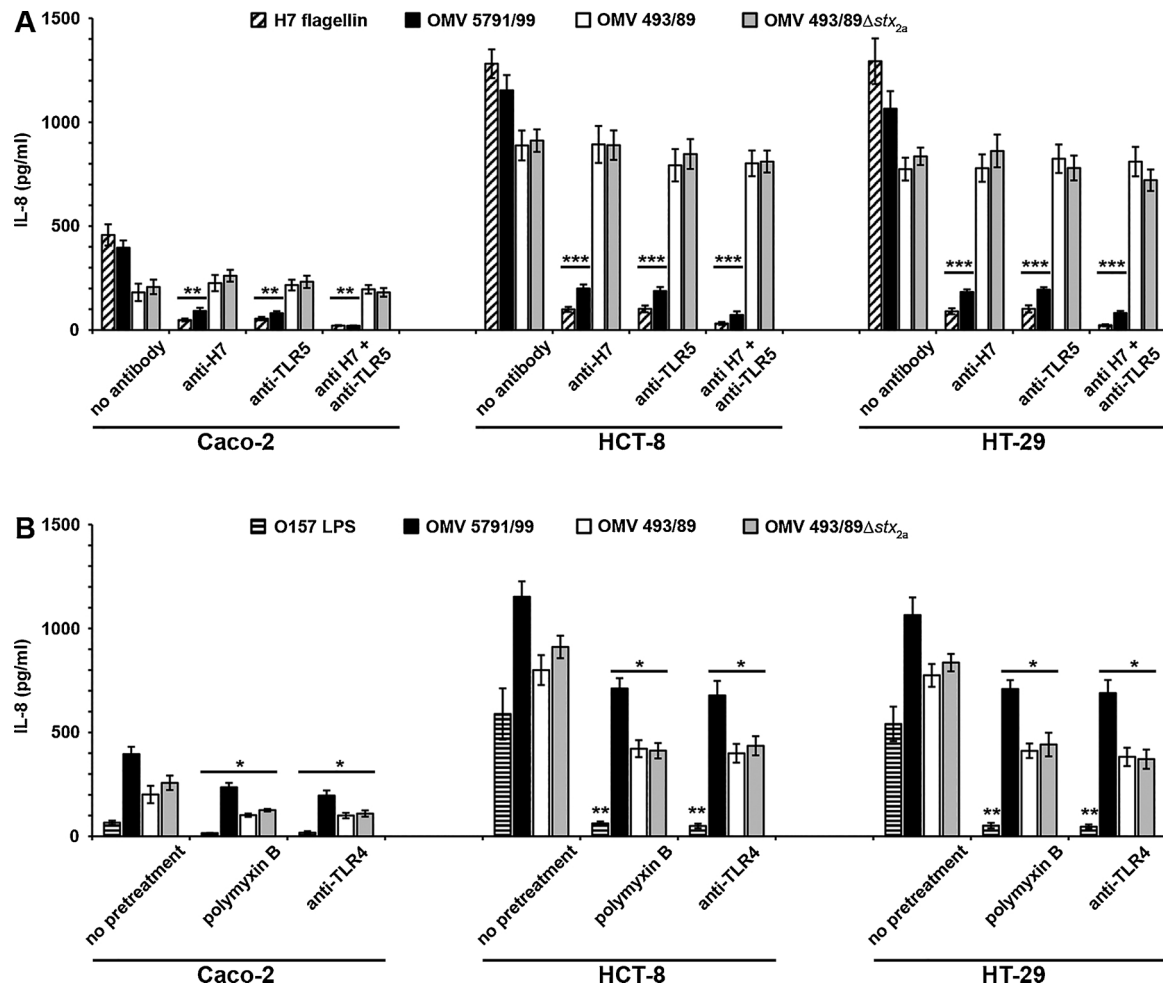 A
H7 flagellin OMV 5791/99 OMV 493/89 OMV 493/89Δstx2a
IL-8 (pg/ml)
1500
1000
500
0
** ** **
*** *** ***
*** *** ***
no antibody anti-H7 anti-TLR5 anti H7 + anti-TLR5
no antibody anti-H7 anti-TLR5 anti H7 + anti-TLR5
no antibody anti-H7 anti-TLR5 anti H7 + anti-TLR5
Caco-2 HCT-8 HT-29
B
O157 LPS OMV 5791/99 OMV 493/89 OMV 493/89Δstx2a
IL-8 (pg/ml)
1500
1000
500
0
* *
** * ** *
** * ** *
no pretreatment polymyxin B anti-TLR4
no pretreatment polymyxin B anti-TLR4
no pretreatment polymyxin B anti-TLR4
Caco-2 HCT-8 HT-29